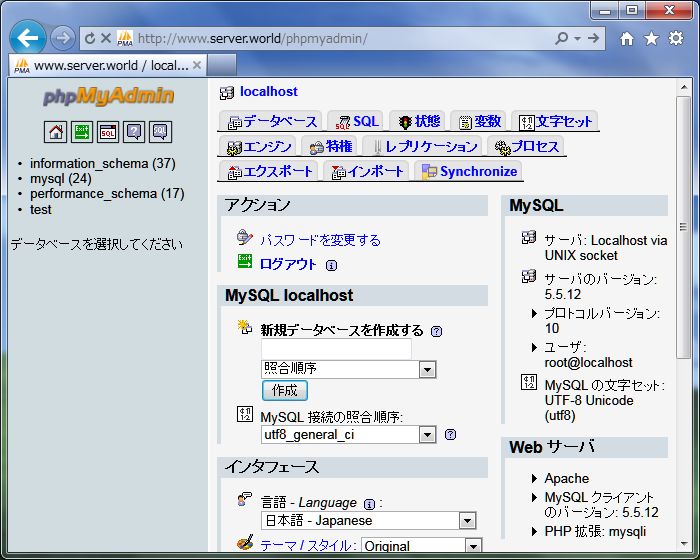 http://www.server.world/phpmyadmin/
www.server.world / local...
phpMyAdmin
information_schema (37)
mysql (24)
performance_schema (17)
test
データベースを選択してください
localhost
データベース SQL 状態 変数 文字セット
エンジン 特権 レプリケーション プロセス
エクスポート インポート Synchronize
アクション
パスワードを変更する
ログアウト
MySQL localhost
新規データベースを作成する
照合順序
作成
MySQL 接続の照合順序:
utf8_general_ci
インタフェース
言語 - Language :
日本語 - Japanese
テーマ / スタイル: Original
MySQL
サーバ: Localhost via
UNIX socket
サーバのバージョン:
5.5.12
プロトコルバージョン:
10
ユーザ:
root@localhost
MySQL の文字セット:
UTF-8 Unicode
(utf8)
Web サーバ
Apache
MySQL クライアント
のバージョン: 5.5.12
PHP 拡張: mysqli